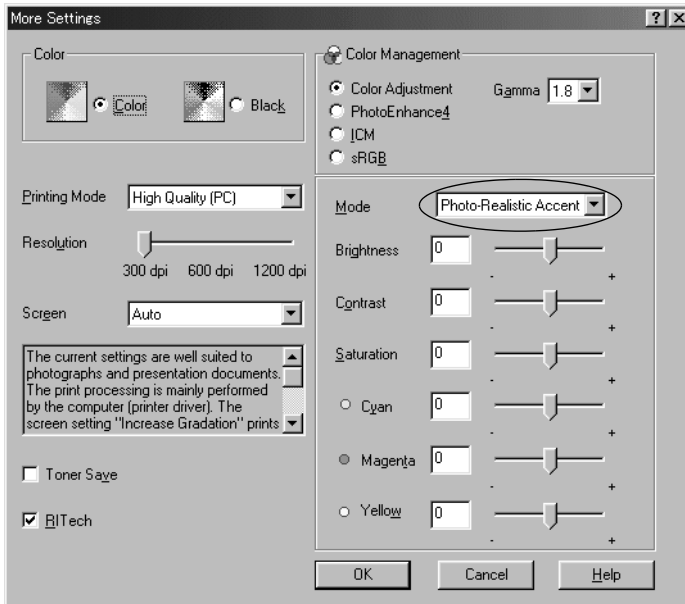 More Settings
Color
Color
Black
Printing Mode
High Quality (PC)
Resolution
300 dpi 600 dpi 1200 dpi
Screen
Auto
The current settings are well suited to
photographs and presentation documents.
The print processing is mainly performed
by the computer (printer driver). The
screen setting "Increase Gradation" prints
Toner Save
RITech
Color Management
Color Adjustment
Gamma 1.8
PhotoEnhance4
ICM
sRGB
Mode Photo-Realistic Accent
Brightness 0
- +
Contrast 0
- +
Saturation 0
- +
Cyan 0
- +
Magenta 0
- +
Yellow 0
- +
OK Cancel Help